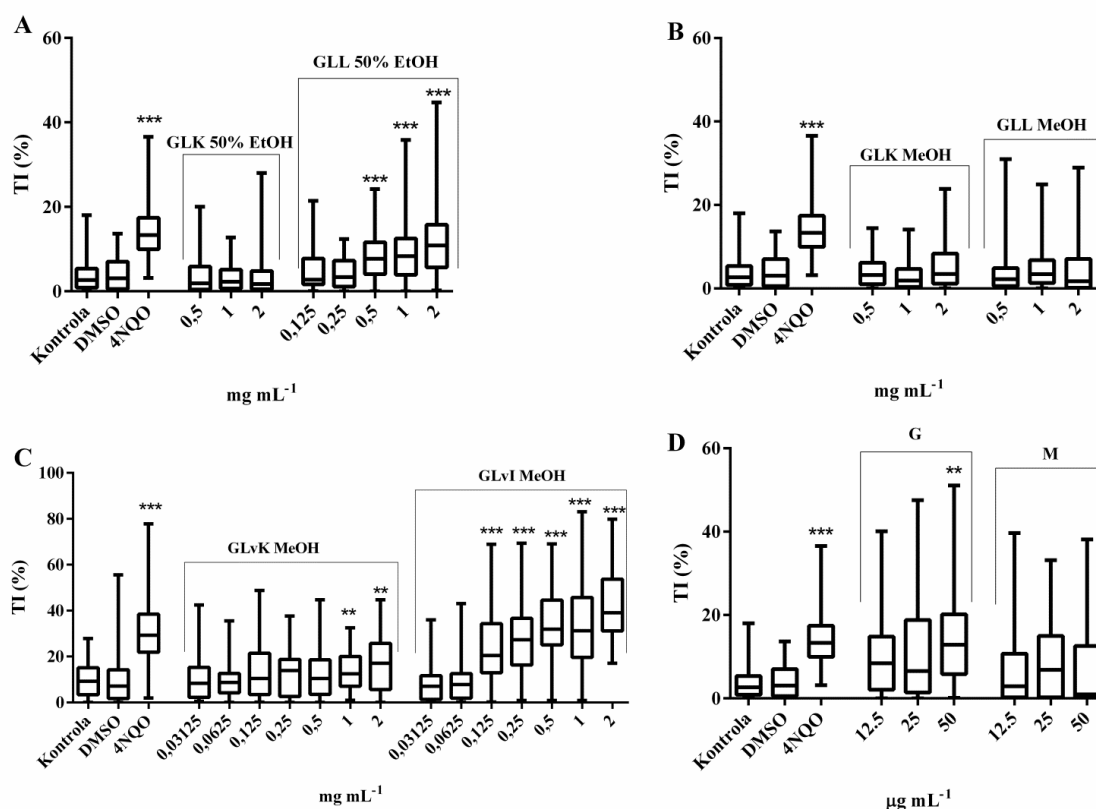 A
60
40
20
0
TI (%)
***
GLK 50% EtOH
GLL 50% EtOH
***
***
***
Kontrola
DMSO
4NQO
0,5
1
2
0,125
0,25
0,5
1
2
mg mL-1
B
60
40
20
0
TI (%)
***
GLK MeOH
GLL MeOH
Kontrola
DMSO
4NQO
0,5
1
2
0,5
1
2
mg mL-1
C
100
80
60
40
20
0
TI (%)
***
GLvK MeOH
**
**
GLvI MeOH
***
***
***
***
***
Kontrola
DMSO
4NQO
0,03125
0,0625
0,125
0,25
0,5
1
2
0,03125
0,0625
0,125
0,25
0,5
1
2
mg mL-1
D
60
40
20
0
TI (%)
***
G
**
M
Kontrola
DMSO
4NQO
12.5
25
50
12.5
25
50
µg mL-1